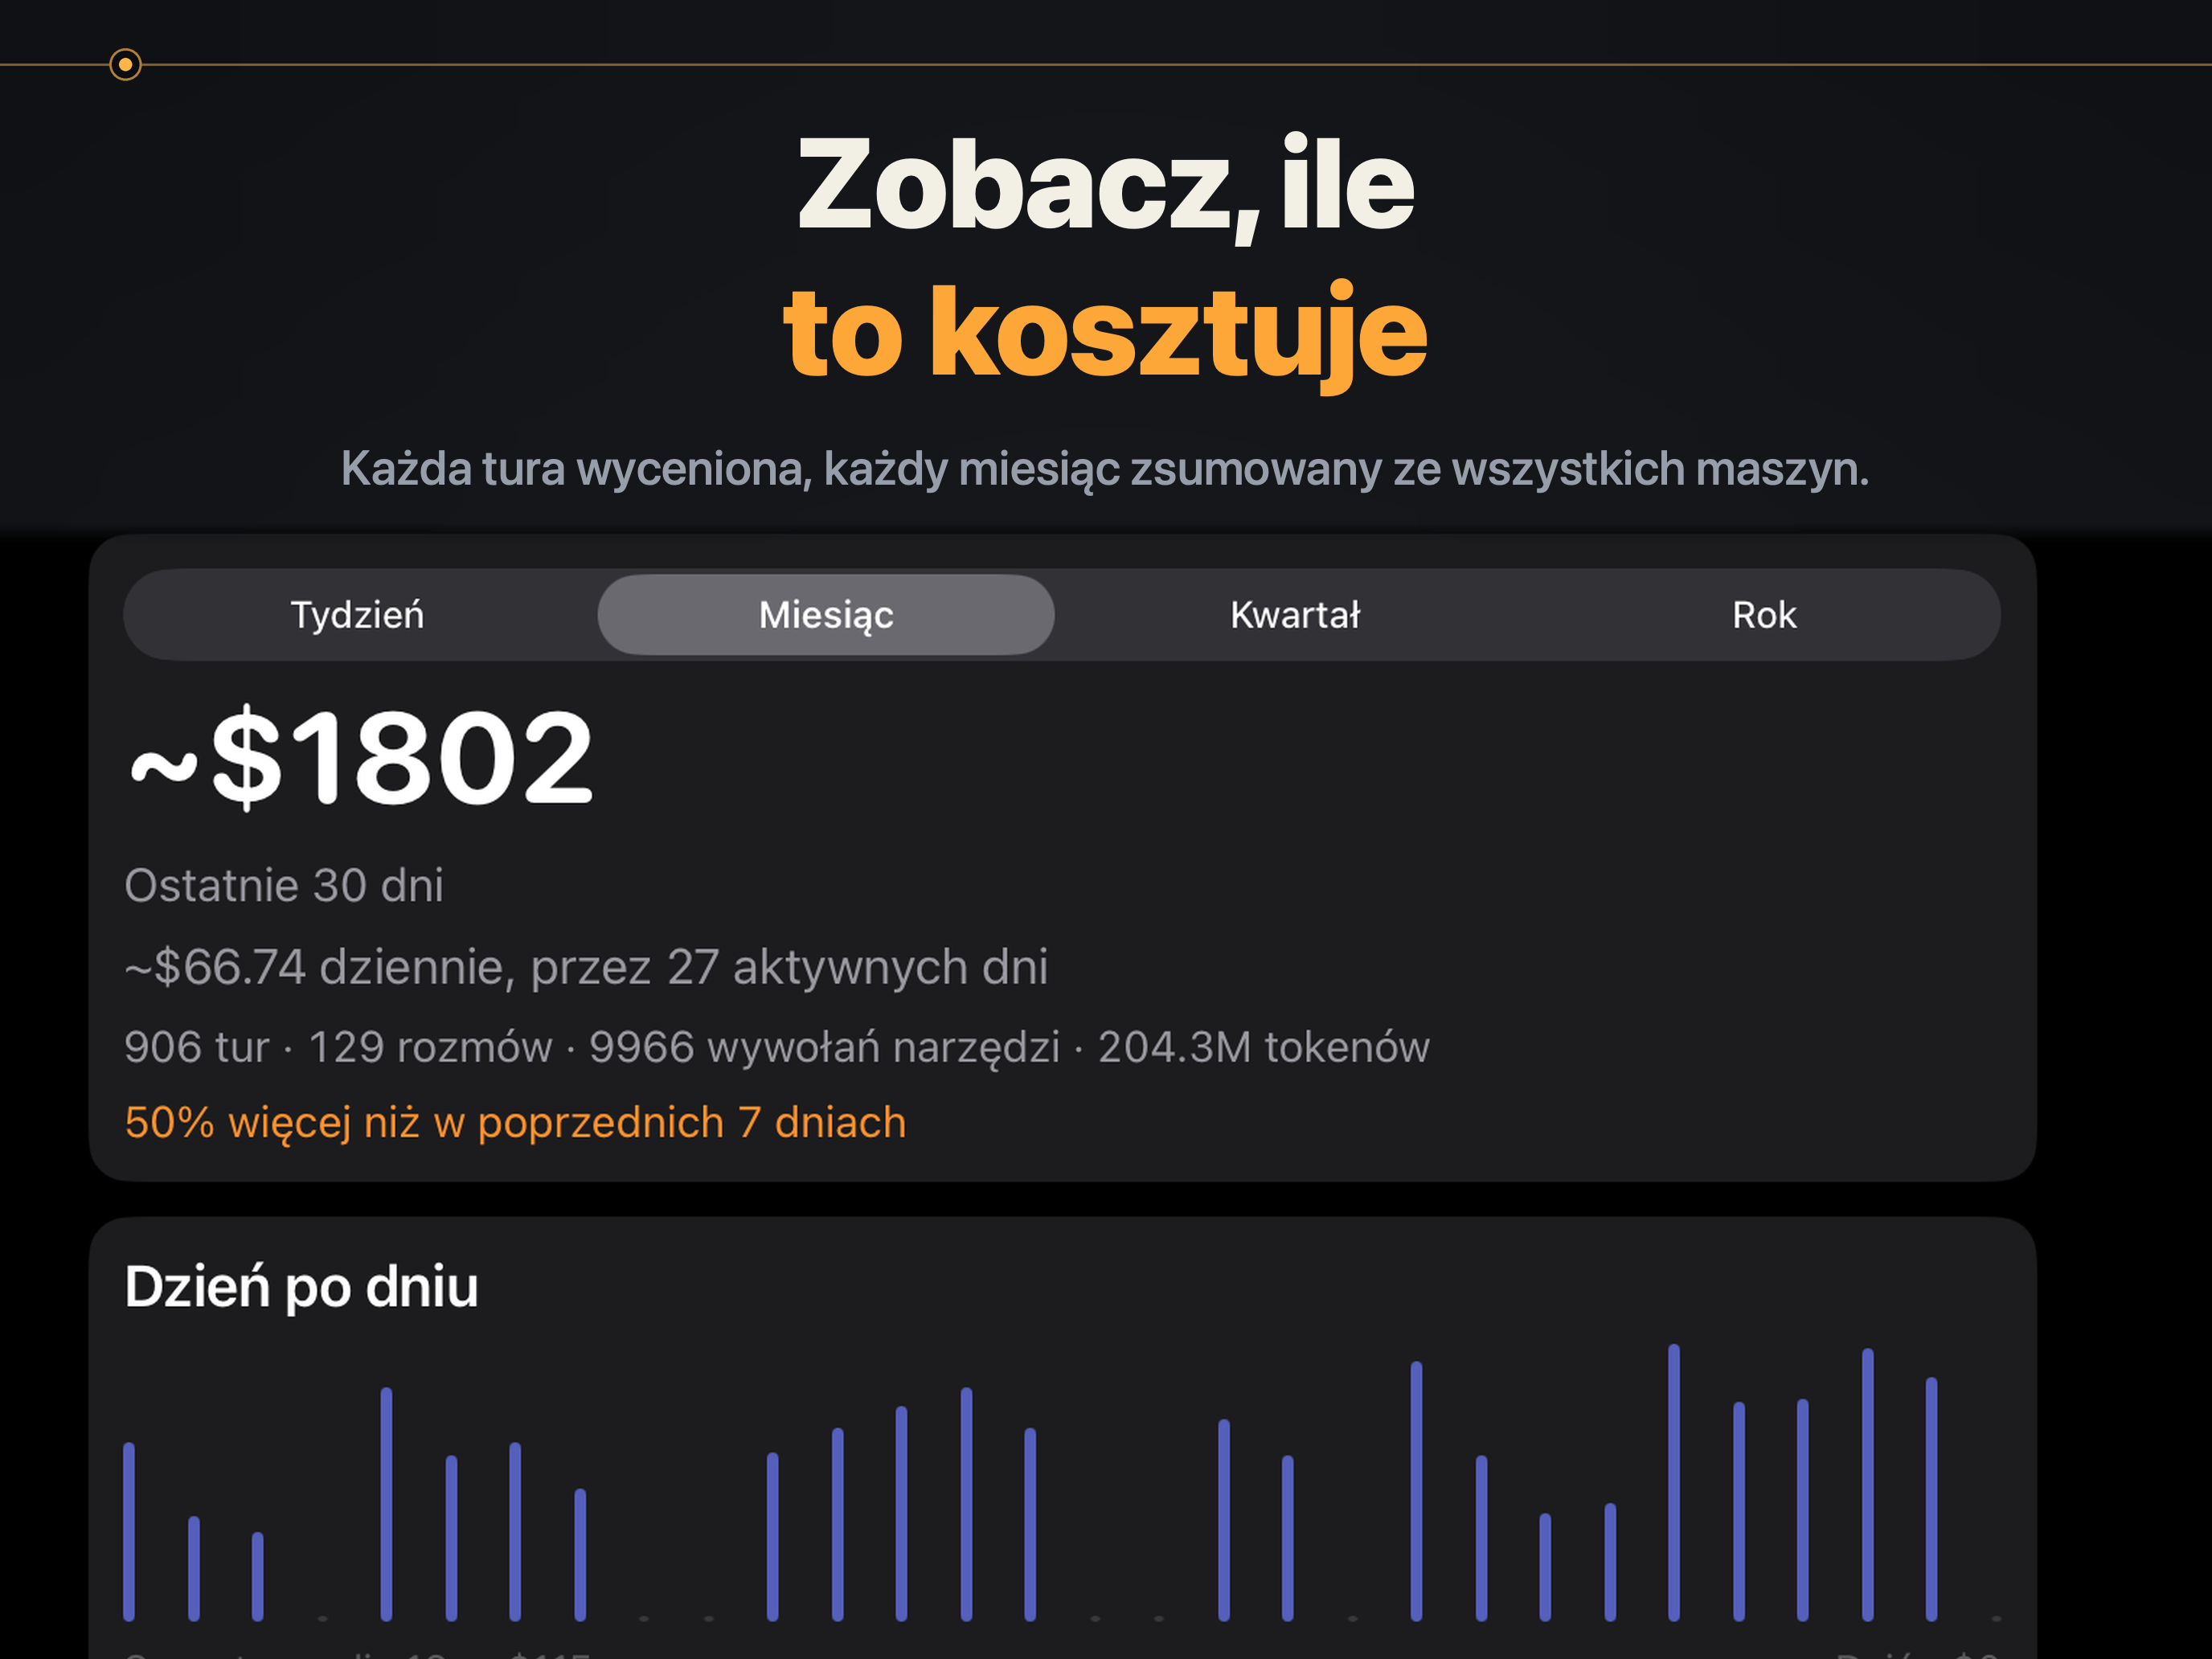 Zobacz, ile
to kosztuje
Każda tura wyceniona, każdy miesiąc zsumowany ze wszystkich maszyn.
Tydzień
Miesiąc
Kwartał
Rok
~$1802
Ostatnie 30 dni
~$66.74 dziennie, przez 27 aktywnych dni
906 tur · 129 rozmów · 9966 wywołań narzędzi · 204.3M tokenów
50% więcej niż w poprzednich 7 dniach
Dzień po dniu